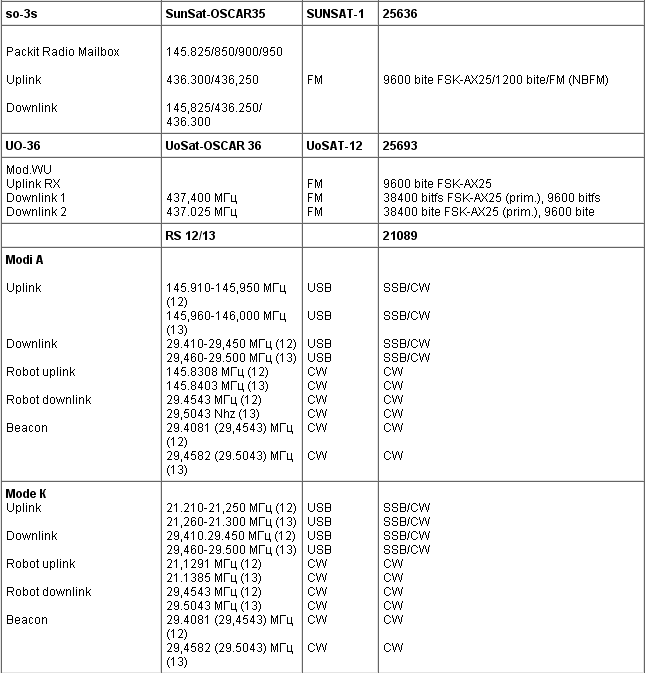 so-3s SunSat-OSCAR35 SUNSAT-1 25636
Packit Radio Mailbox 145.825/850/900/950
Uplink 436.300/436,250 FM 9600 bite FSK-AX25/1200 bite/FM (NBFM)
Downlink 145,825/436.250/
436.300
UO-36 UoSat-OSCAR 36 UoSAT-12 25693
Mod.WU
Uplink RX FM 9600 bite FSK-AX25
Downlink 1 437,400 МГц FM 38400 bitfs FSK-AX25 (prim.), 9600 bitfs
Downlink 2 437.025 МГц FM 38400 bite FSK-AX25 (prim.), 9600 bite
RS 12/13 21089
Modi A
Uplink 145.910-145,950 МГц USB SSB/CW
(12)
145,960-146,000 МГц USB SSB/CW
(13)
Downlink 29.410-29,450 МГц (12) USB SSB/CW
29,460-29.500 МГц (13) USB SSB/CW
Robot uplink 145.8308 МГц (12) CW CW
145.8403 МГц (13) CW CW
Robot downlink 29.4543 МГц (12) CW CW
29,5043 Nhz (13) CW CW
Beacon 29.4081 (29,4543) МГц CW CW
(12)
29,4582 (29.5043) МГц CW CW
(13)
Mode K
Uplink 21.210-21,250 МГц (12) USB SSB/CW
21,260-21.300 МГц (13) USB SSB/CW
Downlink 29,410.29.450 МГц (12) USB SSB/CW
29,460-29.500 МГц (13) USB SSB/CW
Robot uplink 21,1291 МГц (12) CW CW
21.1385 МГц (13) CW CW
Robot downlink 29,4543 МГц (12) CW CW
29.5043 МГц (13) CW CW
Beacon 29.4081 (29,4543) МГц CW CW
(12)
29,4582 (29.5043) МГц CW CW
(13)